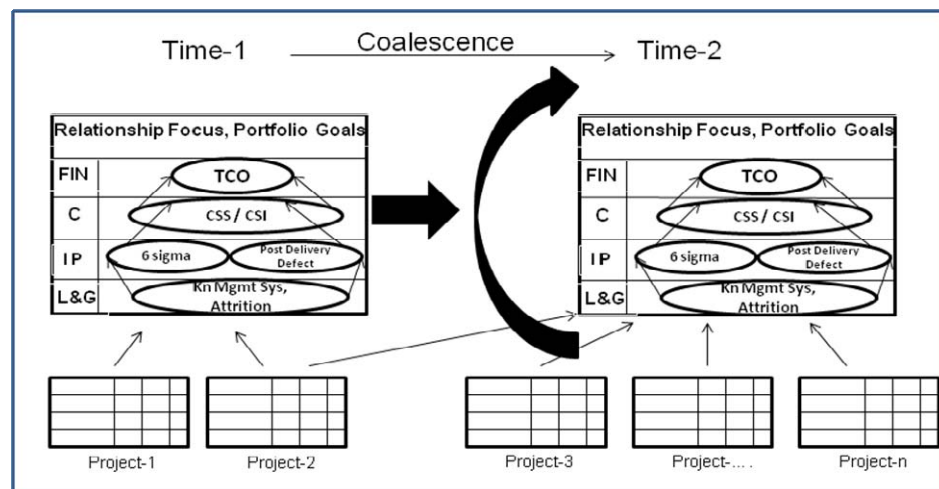 Time-1
Coalescence
Time-2
Relationship Focus, Portfolio Goals
FIN
TCO
C
CSS / CSI
IP
6 sigma
Post Delivery
Defect
L&G
Kn Mgmt Sys,
Attrition
Relationship Focus, Portfolio Goals
FIN
TCO
C
CSS / CSI
IP
6 sigma
Post Delivery
Defect
L&G
Kn Mgmt Sys,
Attrition
Project-1
Project-2
Project-3
Project-....
Project-n